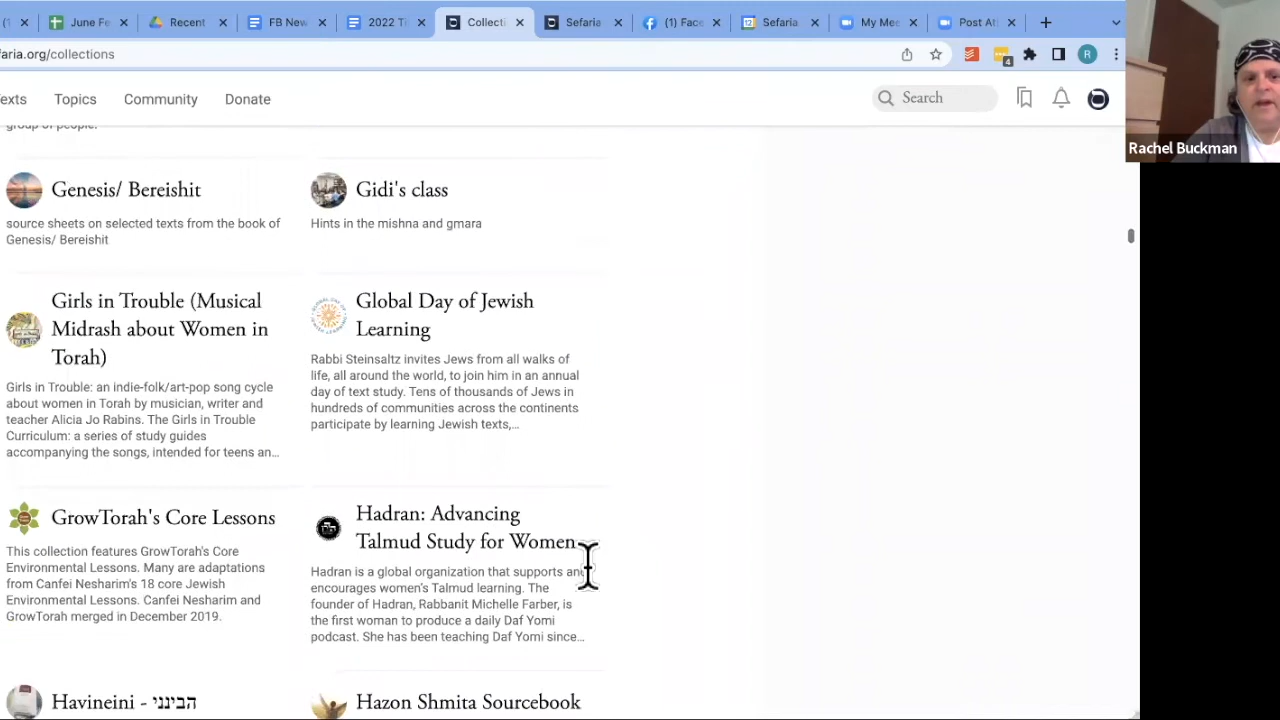 (1
June Fe
Recent
FB New
2022 Ti
Collecti
Sefaria
(1) Face
Sefaria
My Mee
Post At
faria.org/collections
4
R
exts
Topics
Community
Donate
Search
Rachel Buckman
group of people.
Genesis/ Bereishit
source sheets on selected texts from the book of
Genesis/ Bereishit
Gidi's class
Hints in the mishna and gmara
Girls in Trouble (Musical
Midrash about Women in
Torah)
Girls in Trouble: an indie-folk/art-pop song cycle
about women in Torah by musician, writer and
teacher Alicia Jo Rabins. The Girls in Trouble
Curriculum: a series of study guides
accompanying the songs, intended for teens an...
Global Day of Jewish
Learning
Rabbi Steinsaltz invites Jews from all walks of
life, all around the world, to join him in an annual
day of text study. Tens of thousands of Jews in
hundreds of communities across the continents
participate by learning Jewish texts,...
GrowTorah's Core Lessons
This collection features GrowTorah's Core
Environmental Lessons. Many are adaptations
from Canfei Nesharim's 18 core Jewish
Environmental Lessons. Canfei Nesharim and
GrowTorah merged in December 2019.
Hadran: Advancing
Talmud Study for Women
Hadran is a global organization that supports and
encourages women's Talmud learning. The
founder of Hadran, Rabbanit Michelle Farber, is
the first woman to produce a daily Daf Yomi
podcast. She has been teaching Daf Yomi since...
Havineini - הבינני
Hazon Shmita Sourcebook